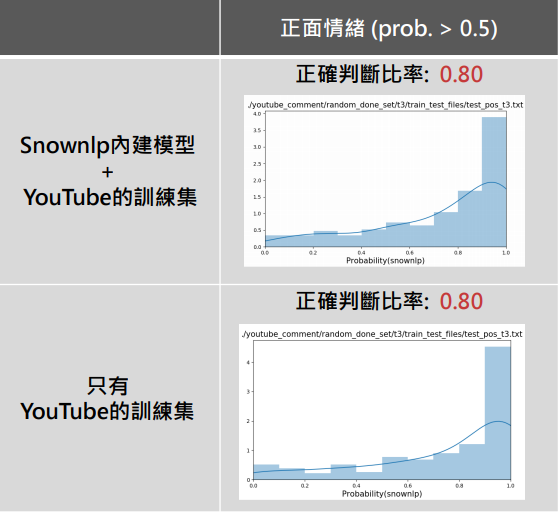 正面情緒 (prob. > 0.5)
Snownlp內建模型
+
YouTube的訓練集
正確判斷比率: 0.80
./youtube_comment/random_done_set/t3/train_test_files/test_pos_t3.txt
4.0
3.5
3.0
2.5
2.0
1.5
1.0
0.5
0.0
0.0 0.2 0.4 0.6 0.8 1.0
Probability(snownlp)
只有
YouTube的訓練集
正確判斷比率: 0.80
./youtube_comment/random_done_set/t3/train_test_files/test_pos_t3.txt
4
3
2
1
0
0.0 0.2 0.4 0.6 0.8 1.0
Probability(snownlp)